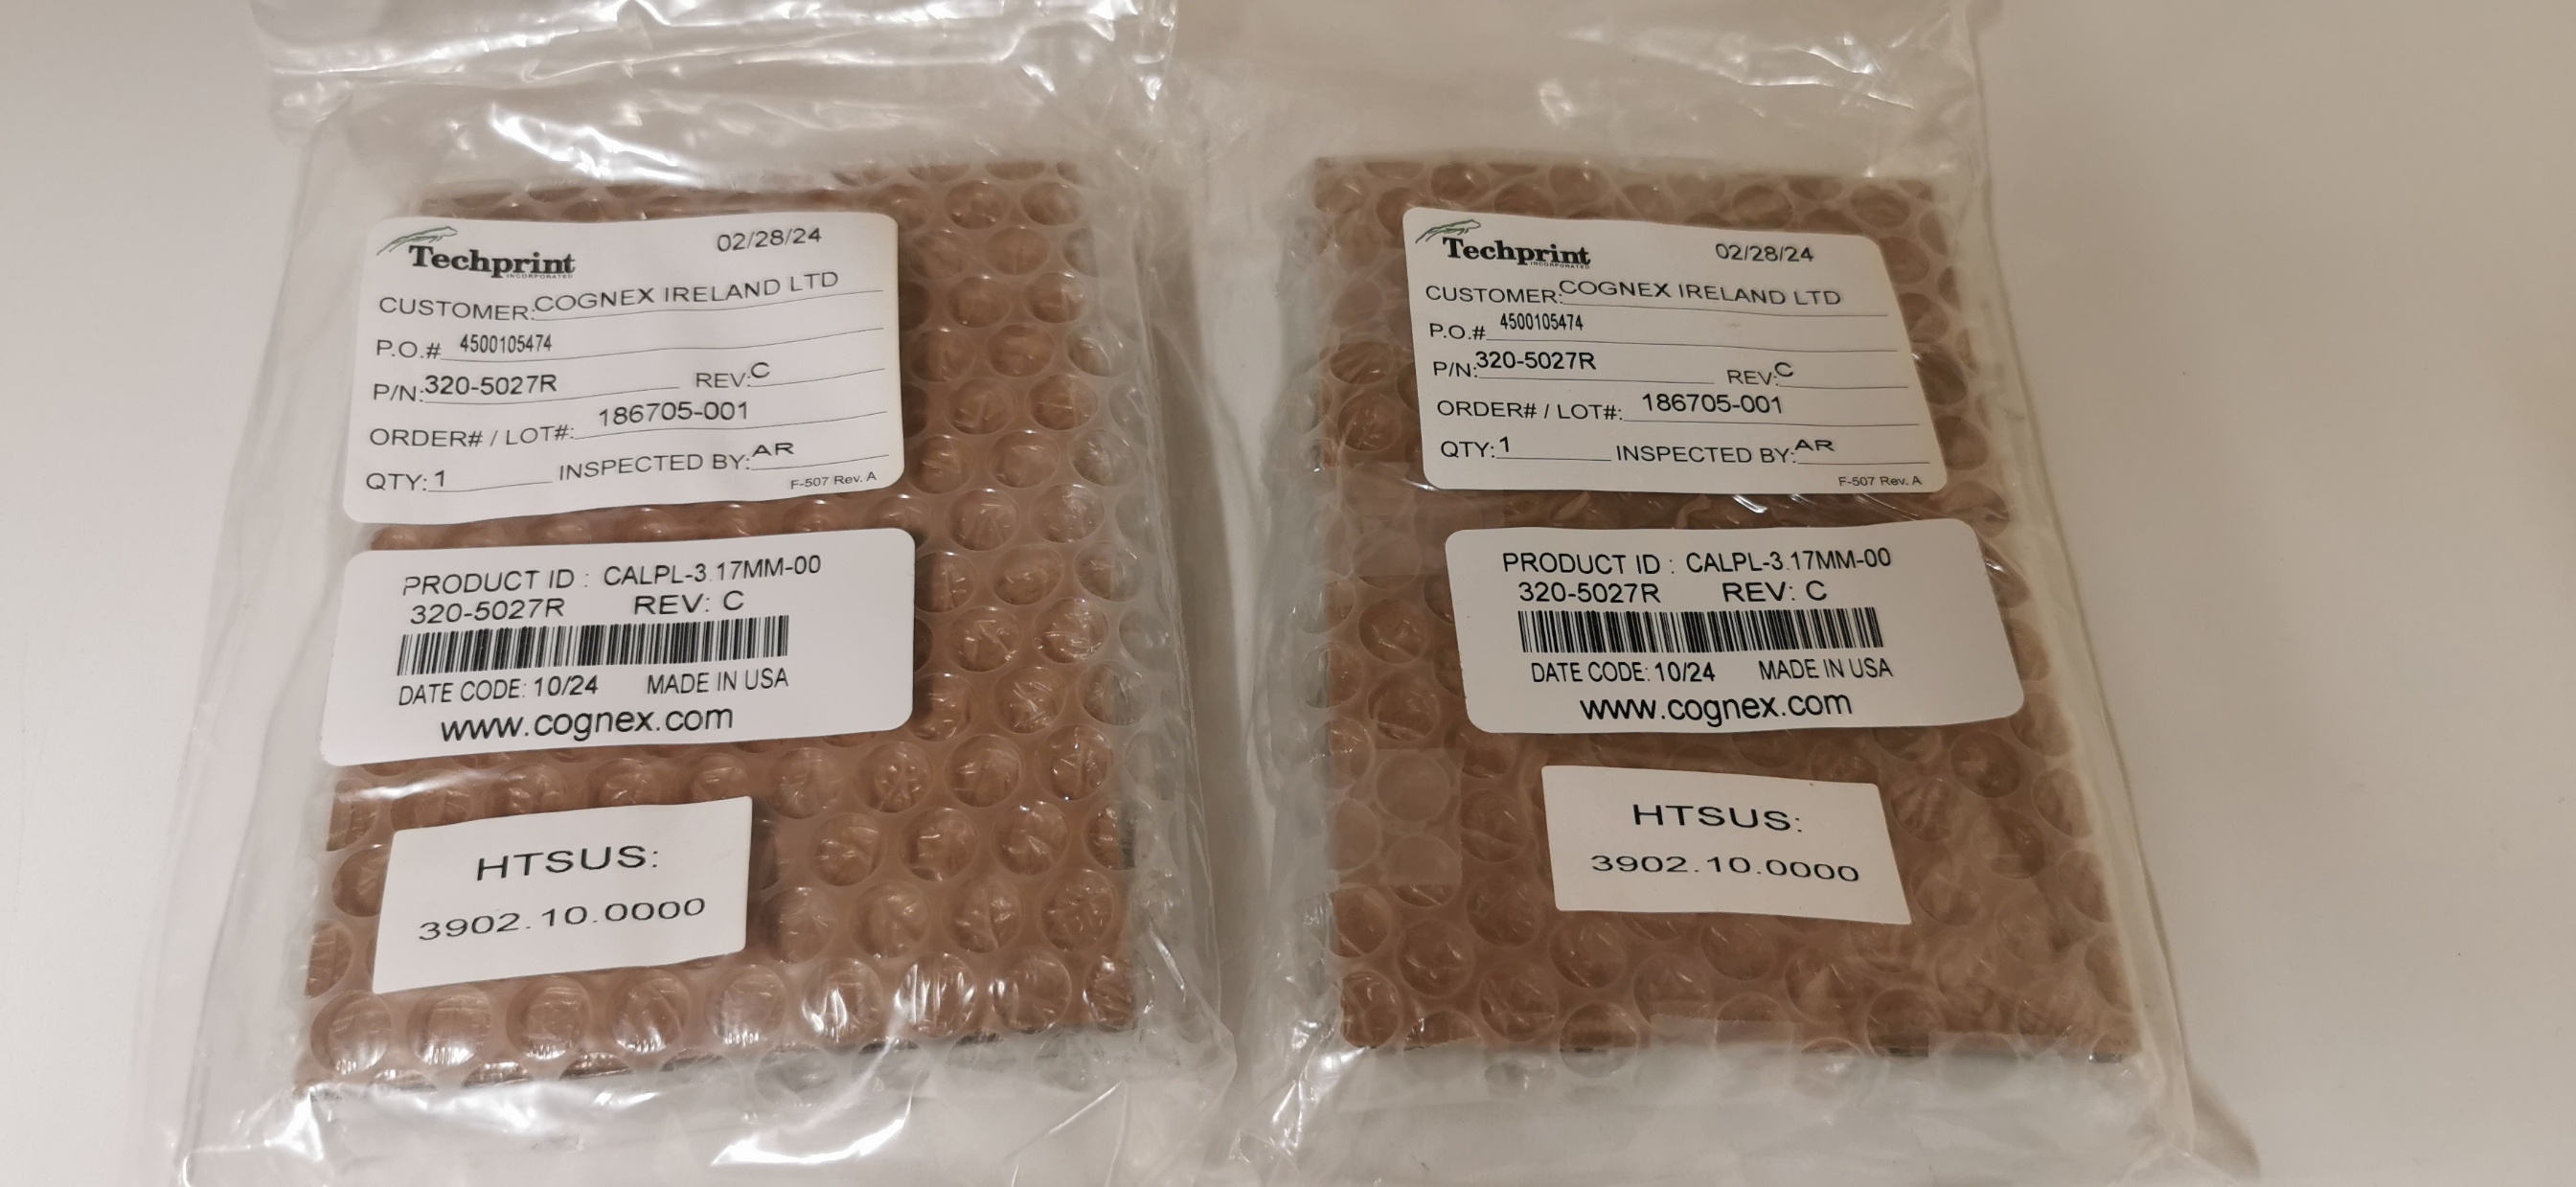 Techprint
INCORPORATED
02/28/24
CUSTOMER: COGNEX IRELAND LTD
P.O.# 4500105474
P/N: 320-5027R REV: C
ORDER# / LOT#: 186705-001
QTY: 1 INSPECTED BY: AR
F-507 Rev. A
PRODUCT ID : CALPL-3.17MM-00
320-5027R REV: C
DATE CODE: 10/24 MADE IN USA
www.cognex.com
HTSUS:
3902.10.0000
Techprint
INCORPORATED
02/28/24
CUSTOMER: COGNEX IRELAND LTD
P.O.# 4500105474
P/N: 320-5027R REV: C
ORDER# / LOT#: 186705-001
QTY: 1 INSPECTED BY: AR
F-507 Rev. A
PRODUCT ID : CALPL-3.17MM-00
320-5027R REV: C
DATE CODE: 10/24 MADE IN USA
www.cognex.com
HTSUS:
3902.10.0000